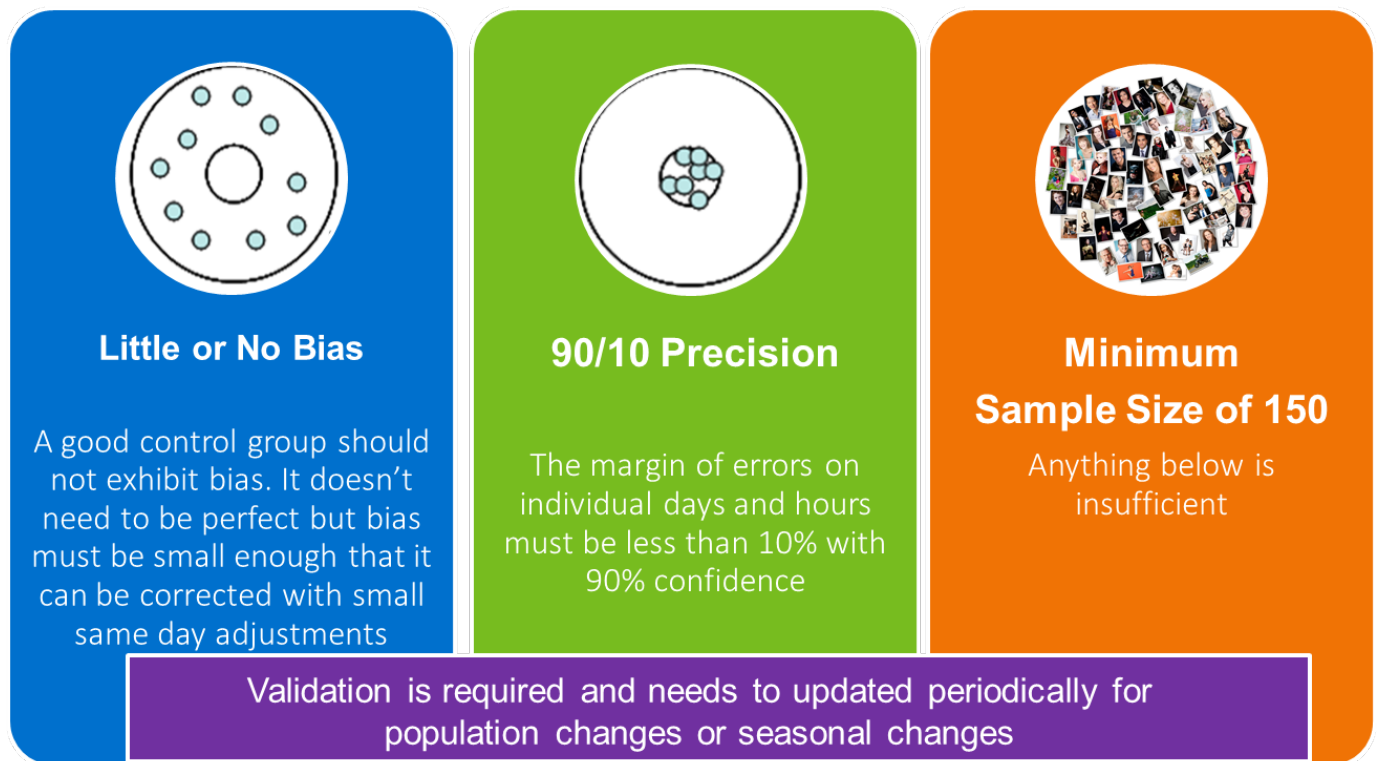 Little or No Bias
A good control group should
not exhibit bias. It doesn’t
need to be perfect but bias
must be small enough that it
can be corrected with small
same day adjustments
90/10 Precision
The margin of errors on
individual days and hours
must be less than 10% with
90% confidence
Minimum
Sample Size of 150
Anything below is
insufficient
Validation is required and needs to updated periodically for
population changes or seasonal changes